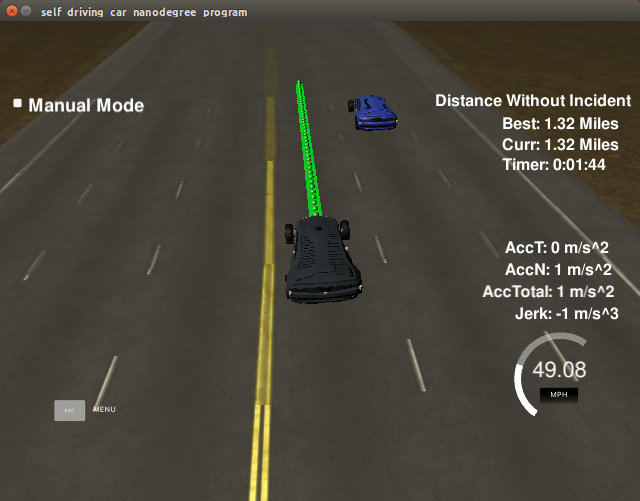 self driving car nanodegree program
Manual Mode
Distance Without Incident
Best: 1.32 Miles
Curr: 1.32 Miles
Timer: 0:01:44
AccT: 0 m/s^2
AccN: 1 m/s^2
AccTotal: 1 m/s^2
Jerk: -1 m/s^3
49.08
MPH
ESC MENU